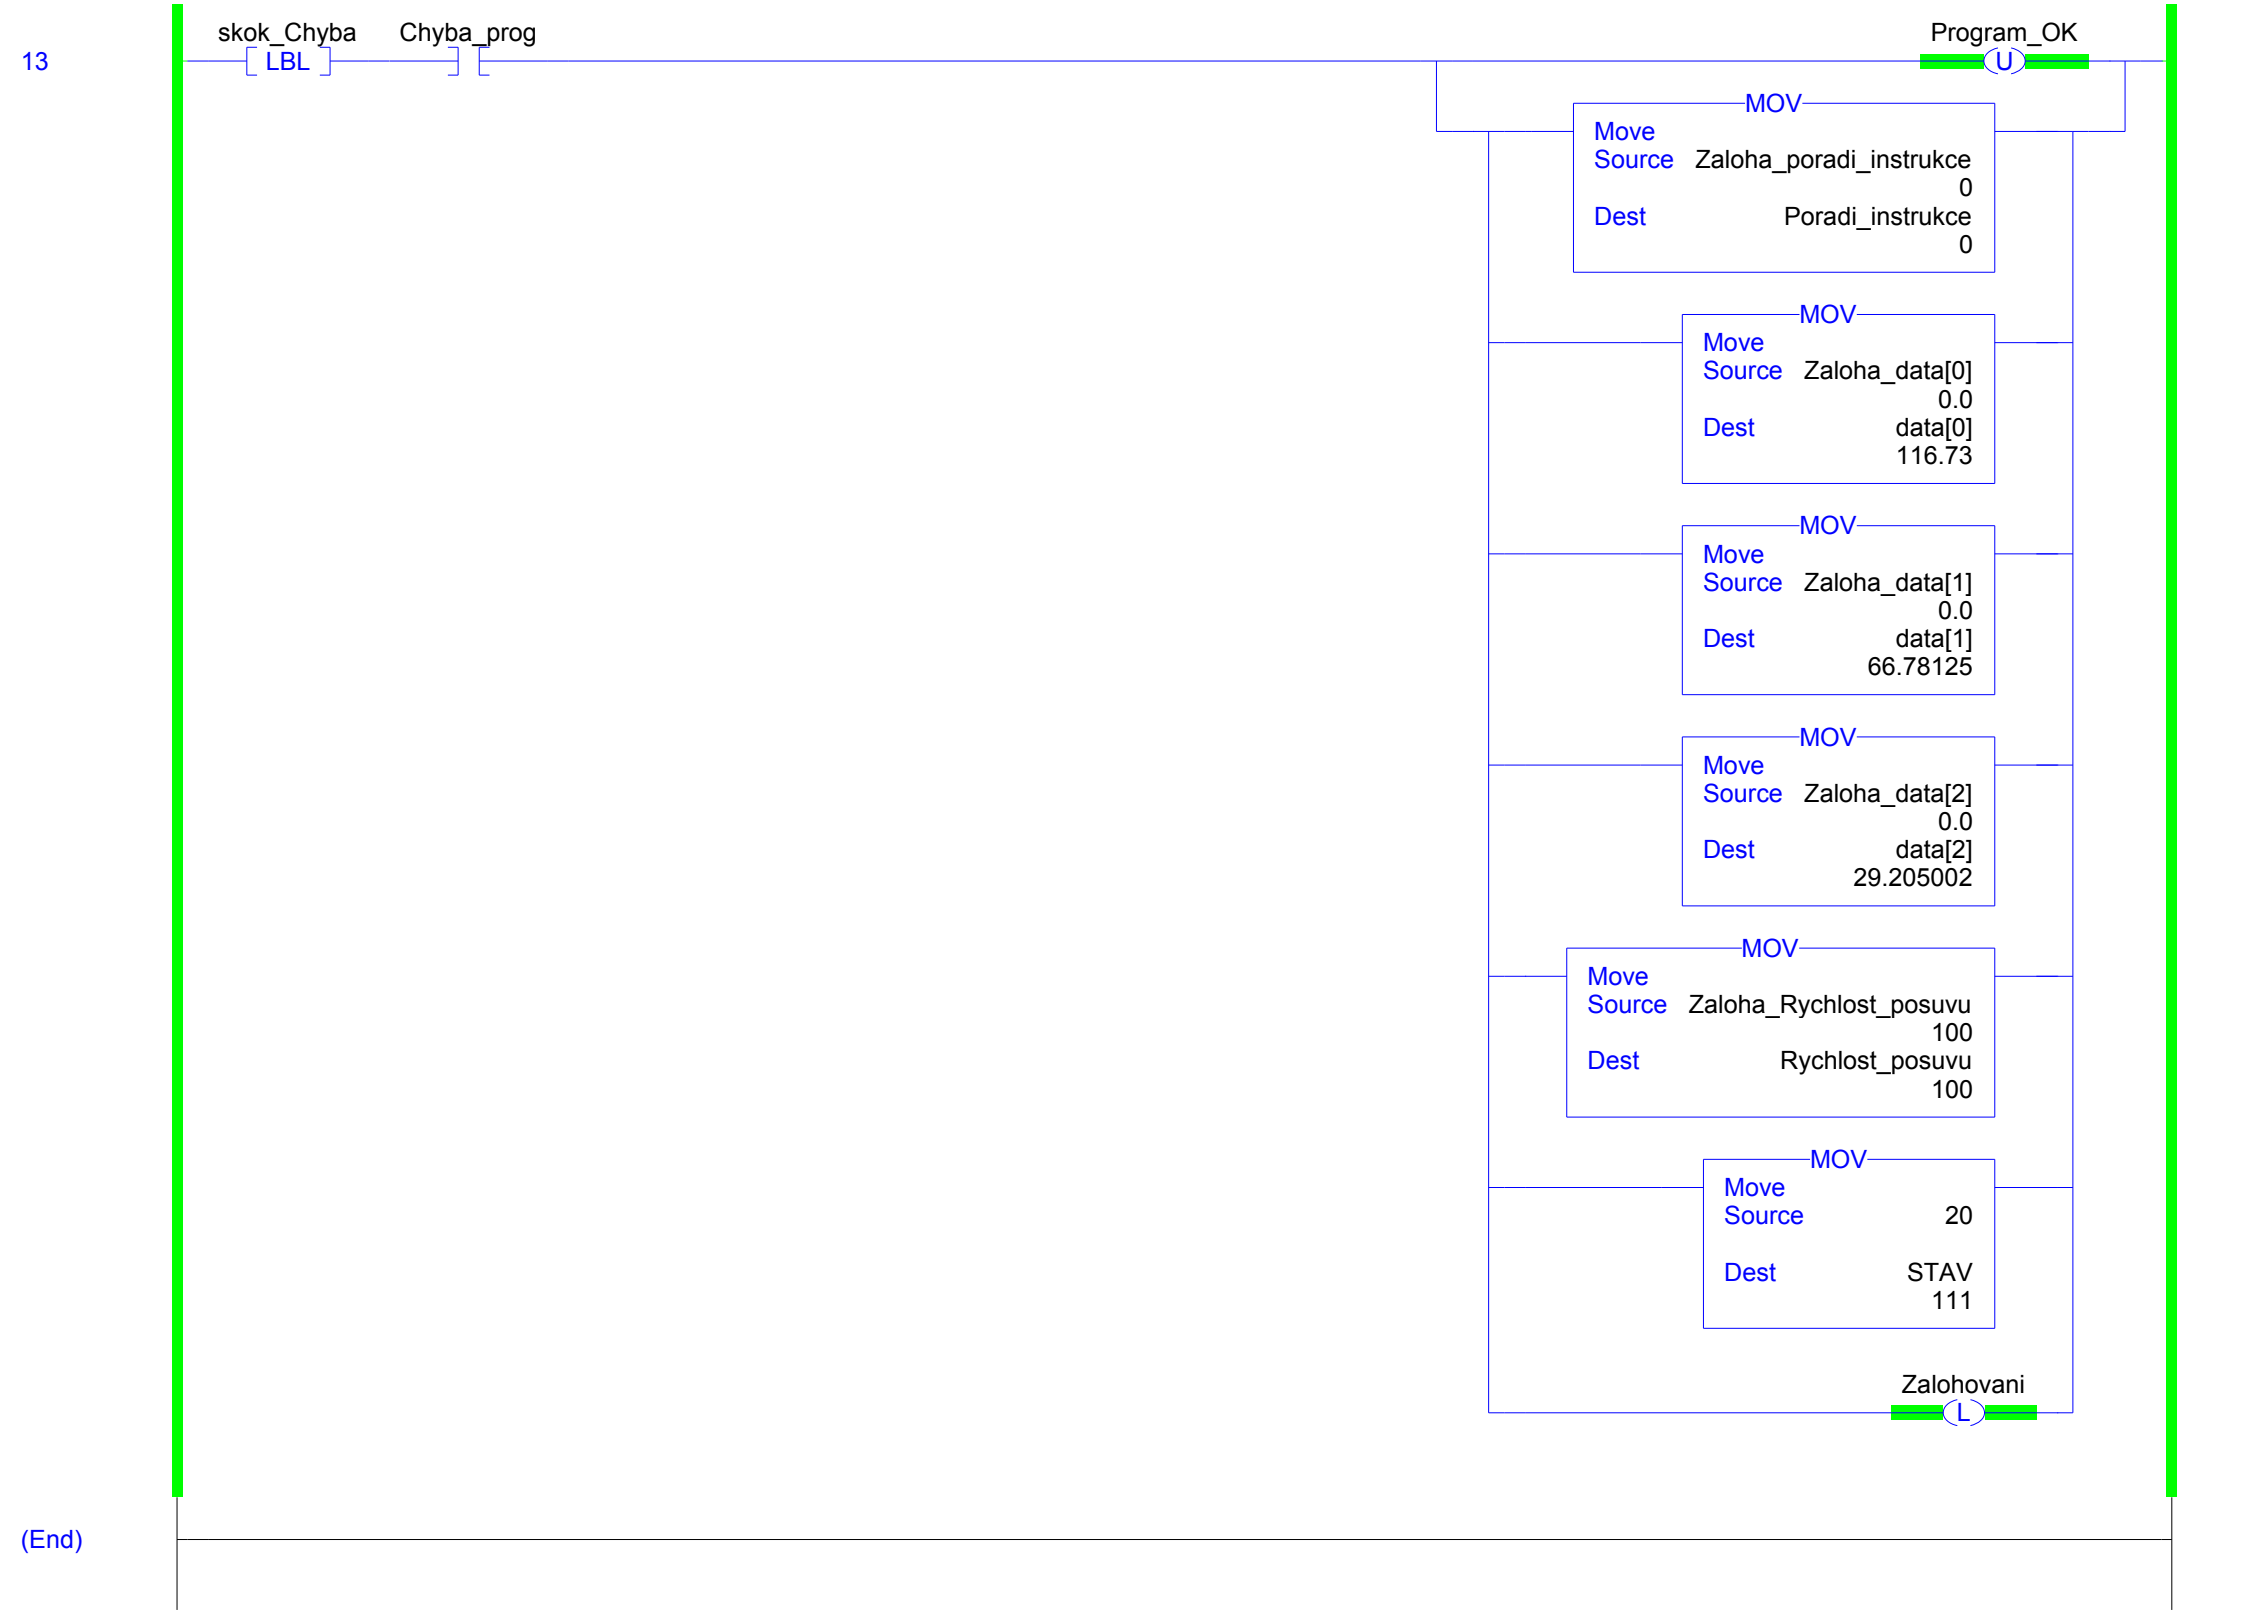 skok_Chyba Chyba_prog Program_OK
13 LBL U
MOV
Move
Source Zaloha_poradi_instrukce
0
Dest Poradi_instrukce
0
MOV
Move
Source Zaloha_data[0]
0.0
Dest data[0]
116.73
MOV
Move
Source Zaloha_data[1]
0.0
Dest data[1]
66.78125
MOV
Move
Source Zaloha_data[2]
0.0
Dest data[2]
29.205002
MOV
Move
Source Zaloha_Rychlost_posuvu
100
Dest Rychlost_posuvu
100
MOV
Move
Source 20
Dest STAV
111
Zalohovani
L
(End)